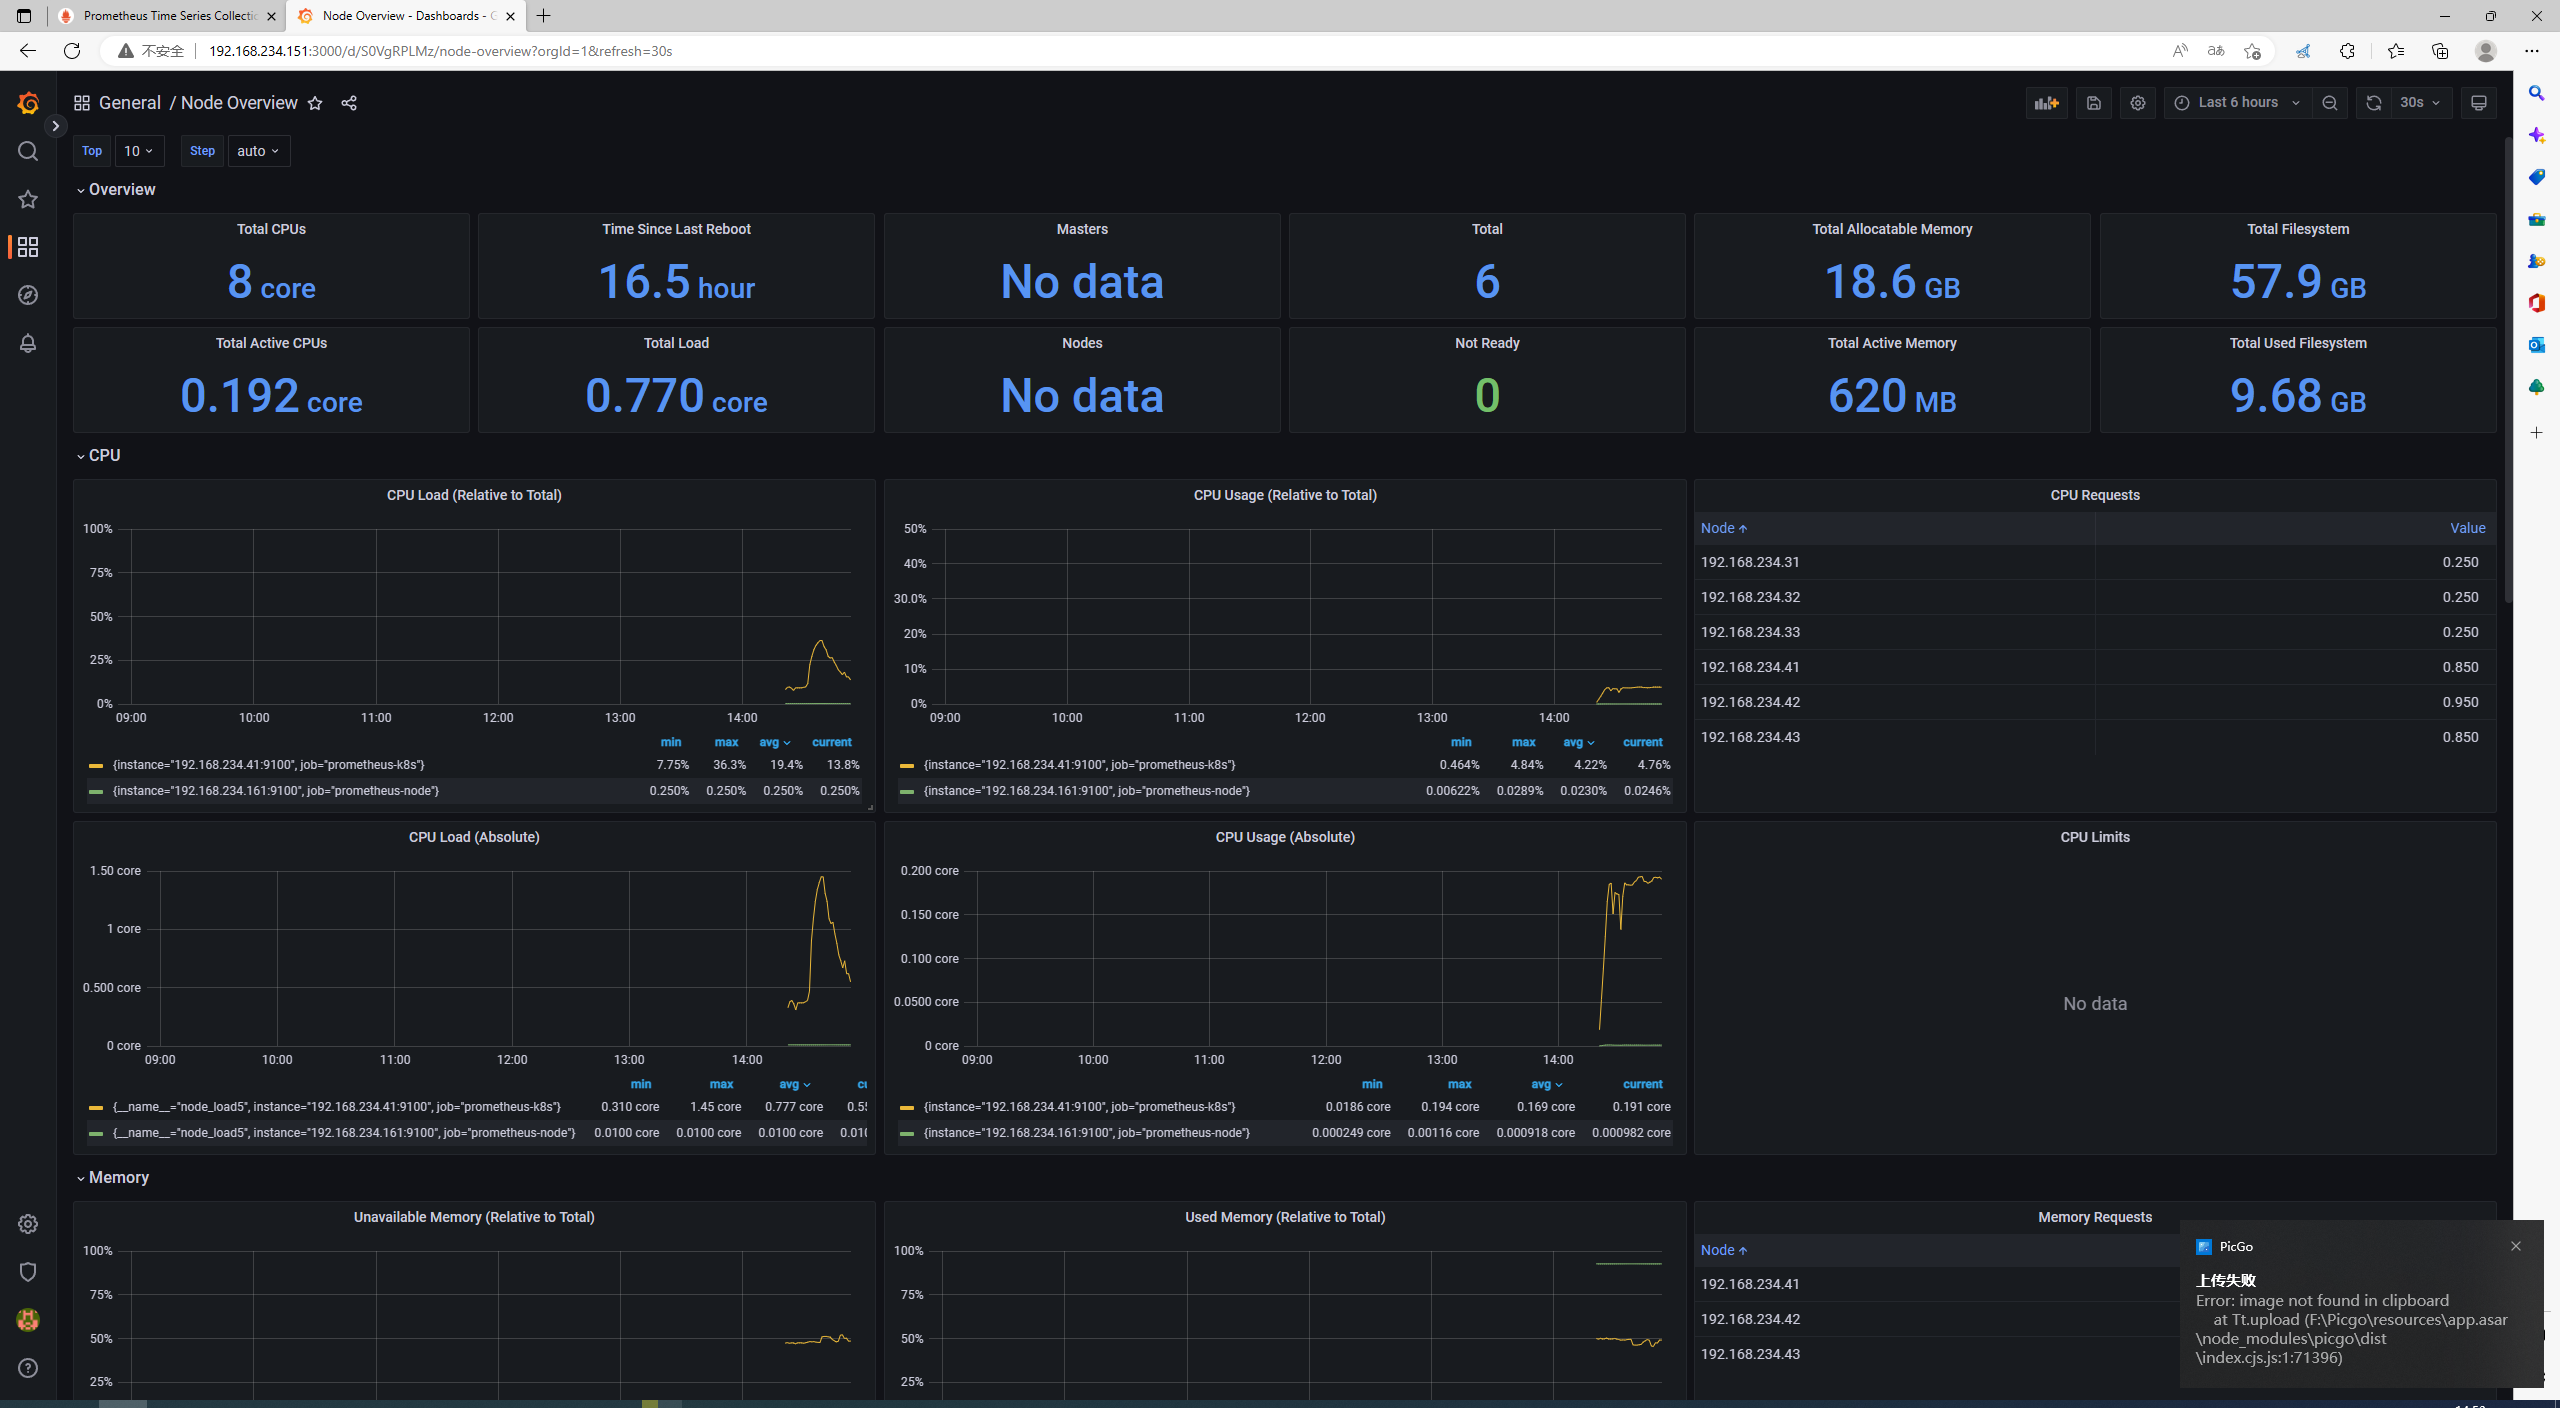 Prometheus Time Series Collectic
Node Overview - Dashboards - G
不安全
192.168.234.151:3000/d/S0VgRPLMz/node-overview?orgId=1&refresh=30s
General / Node Overview
Last 6 hours
30s
Top 10
Step auto
Overview
Total CPUs
8 core
Time Since Last Reboot
16.5 hour
Masters
No data
Total
6
Total Allocatable Memory
18.6 GB
Total Filesystem
57.9 GB
Total Active CPUs
0.192 core
Total Load
0.770 core
Nodes
No data
Not Ready
0
Total Active Memory
620 MB
Total Used Filesystem
9.68 GB
CPU
CPU Load (Relative to Total)
100%
75%
50%
25%
0%
09:00 10:00 11:00 12:00 13:00 14:00
min max avg current
{instance="192.168.234.41:9100", job="prometheus-k8s"} 7.75% 36.3% 19.4% 13.8%
{instance="192.168.234.161:9100", job="prometheus-node"} 0.250% 0.250% 0.250% 0.250%
CPU Usage (Relative to Total)
50%
40%
30.0%
20%
10%
0%
09:00 10:00 11:00 12:00 13:00 14:00
min max avg current
{instance="192.168.234.41:9100", job="prometheus-k8s"} 0.464% 4.84% 4.22% 4.76%
{instance="192.168.234.161:9100", job="prometheus-node"} 0.00622% 0.0289% 0.0230% 0.0246%
CPU Requests
Node Value
192.168.234.31 0.250
192.168.234.32 0.250
192.168.234.33 0.250
192.168.234.41 0.850
192.168.234.42 0.950
192.168.234.43 0.850
CPU Load (Absolute)
1.50 core
1 core
0.500 core
0 core
09:00 10:00 11:00 12:00 13:00 14:00
min max avg cu
{__name__="node_load5", instance="192.168.234.41:9100", job="prometheus-k8s"} 0.310 core 1.45 core 0.777 core 0.55
{__name__="node_load5", instance="192.168.234.161:9100", job="prometheus-node"} 0.0100 core 0.0100 core 0.0100 core 0.010
CPU Usage (Absolute)
0.200 core
0.150 core
0.100 core
0.0500 core
0 core
09:00 10:00 11:00 12:00 13:00 14:00
min max avg current
{instance="192.168.234.41:9100", job="prometheus-k8s"} 0.0186 core 0.194 core 0.169 core 0.191 core
{instance="192.168.234.161:9100", job="prometheus-node"} 0.000249 core 0.00116 core 0.000918 core 0.000982 core
CPU Limits
No data
Memory
Unavailable Memory (Relative to Total)
100%
75%
50%
25%
Used Memory (Relative to Total)
100%
75%
50%
25%
Memory Requests
Node
192.168.234.41
192.168.234.42
192.168.234.43
PicGo
上传失败
Error: image not found in clipboard
at Tt.upload (F:\Picgo\resources\app.asar
\node_modules\picgo\dist
\index.cjs.js:1:71396)